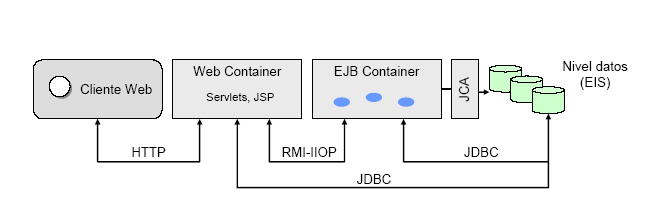 Cliente Web
Web Container
Servlets, JSP
EJB Container
JCA
Nivel datos
(EIS)
HTTP
RMI-IIOP
JDBC
JDBC